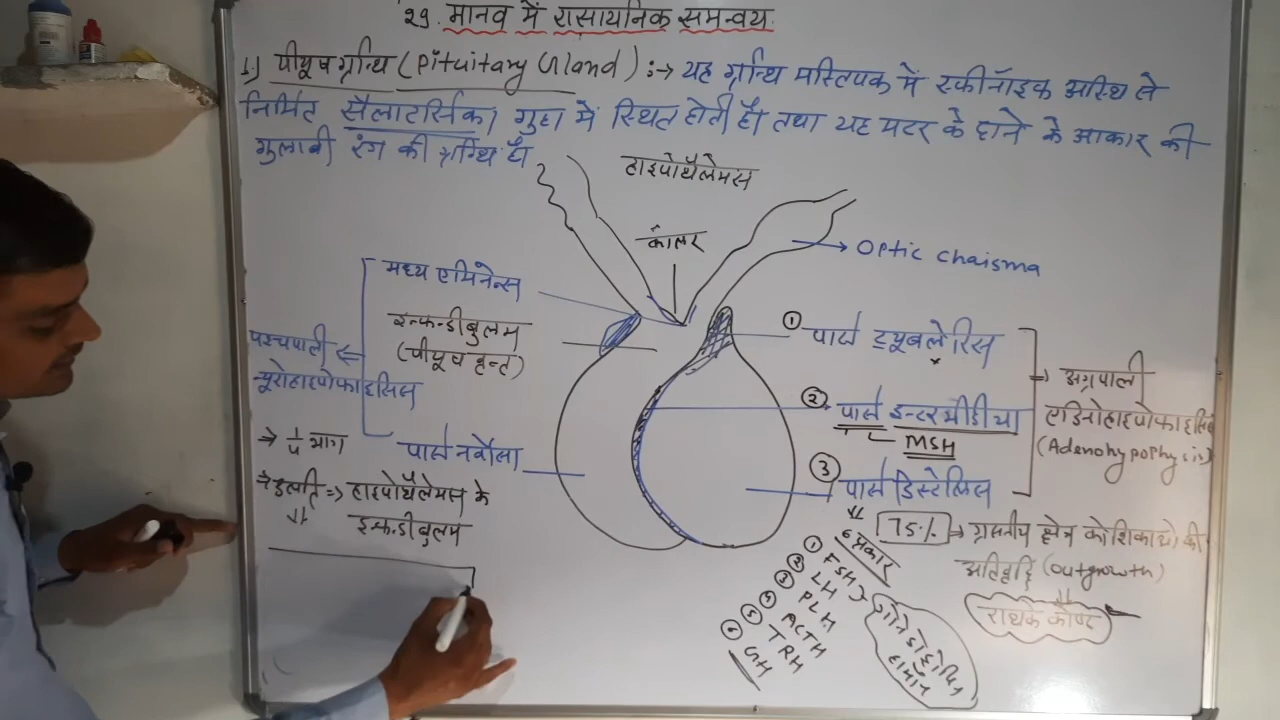 29. मानव में रासायनिक समन्वय
1) पीयूष ग्रन्थि (Pituitary Gland) :→ यह ग्रन्थि मस्तिष्क में स्फीनॉइड अस्थि से
निर्मित सैलाटर्सिका गुहा में स्थित होती है। तथा यह मटर के दाने के आकार की
गुलाबी रंग की ग्रन्थि है।
हाइपोथैलेमस
कॉलर
Optic chaisma
मध्य एमिनेन्स
इन्फन्डीबुलम
(पीयूष वृन्त)
पश्चपाली
न्यूरोहाइपोफाइसिस
पार्स नर्वोसा
→ 1/4 भाग
→ उत्पत्ति ⇒ हाइपोथैलेमस के
इन्फन्डीबुलम
① पार्स ट्यूबलेरिस
② पार्स इन्टरमीडीया
MSH
③ पार्स डिस्टेलिस
अग्रपाली
एडिनोहाइपोफाइसिस
(Adenohypophysis)
75% → ग्रसनीय क्षेत्र कोशिकाओं की
अतिवृद्धि (outgrowth)
राथके कोष्ट
6 प्रकार
① FSH
② LH
③ PLH
④ ACTH
⑤ TRH
⑥ GH
हार्मोन